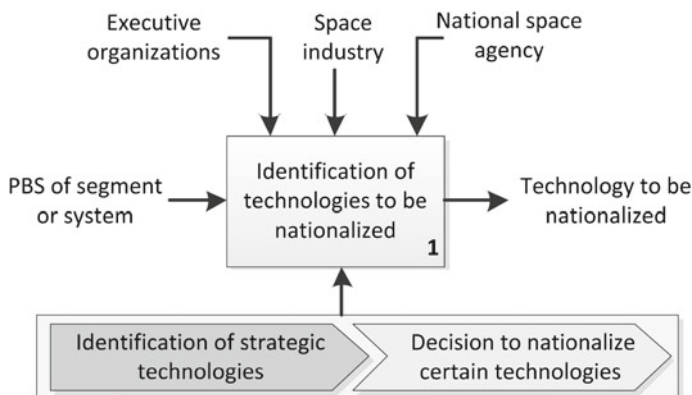 Executive
organizations
Space
industry
National space
agency
PBS of segment
or system
Identification of
technologies to be
nationalized
1
Technology to be
nationalized
Identification of strategic
technologies
Decision to nationalize
certain technologies